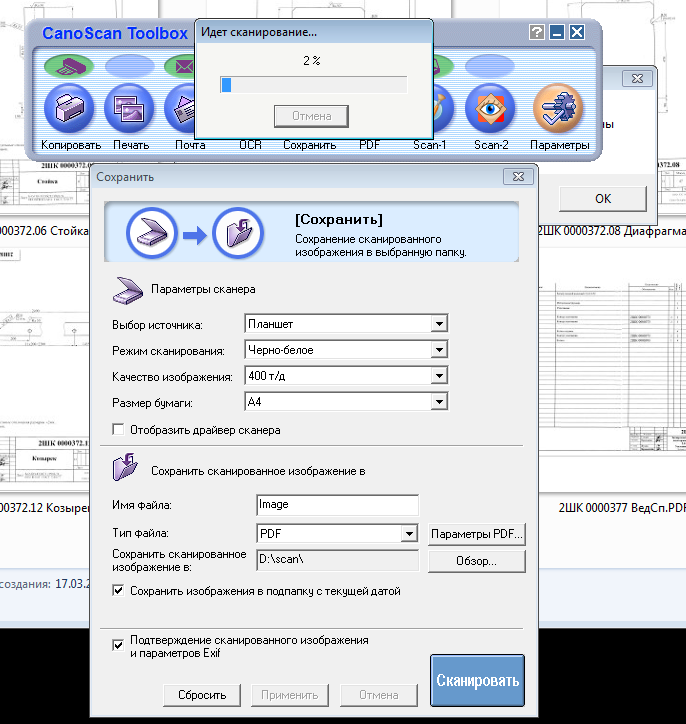 CanoScan Toolbox
Идет сканирование...
2 %
Отмена
Копировать
Печать
Почта
OCR
Сохранить
PDF
Scan-1
Scan-2
Параметры
ны
OK
2ШК 0000372.0
Стойка
2.08
0000372.06 Стойка
2ШК 0000372.08 Диафрагма
Сохранить
[Сохранить]
Сохранение сканированного
изображения в выбранную папку.
Параметры сканера
Выбор источника:
Планшет
Режим сканирования:
Черно-белое
Качество изображения:
400 т/д
Размер бумаги:
A4
Отобразить драйвер сканера
2ШК 0000372.1
Козырек
Сохранить сканированное изображение в
Имя файла:
Image
000372.12 Козырек
2ШК 0000377 ВедСп.PDF
Тип файла:
PDF
Параметры PDF...
Сохранить сканированное
изображение в:
D:\scan\
Обзор...
создания: 17.03.2
Сохранить изображения в подпапку с текущей датой
Подтверждение сканированного изображения
и параметров Exif
Сбросить
Применить
Отмена
Сканировать